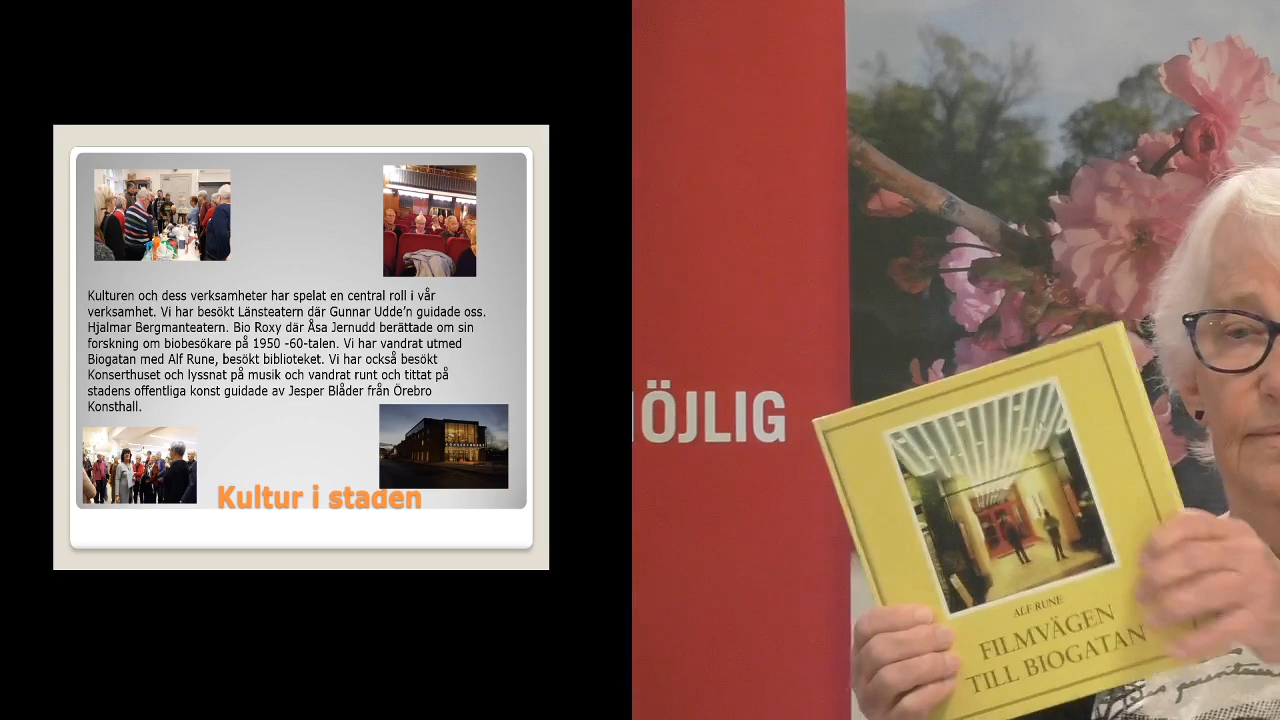 Kulturen och dess verksamheter har spelat en central roll i vår
verksamhet. Vi har besökt Länsteatern där Gunnar Udde'n guidade oss.
Hjalmar Bergmanteatern. Bio Roxy där Åsa Jernudd berättade om sin
forskning om biobesökare på 1950 -60-talen. Vi har vandrat utmed
Biogatan med Alf Rune, besökt biblioteket. Vi har också besökt
Konserthuset och lyssnat på musik och vandrat runt och tittat på
stadens offentliga konst guidade av Jesper Blåder från Örebro
Konsthall.
Kultur i staden
ÖJLIG
ALF RUNE
FILMVÄGEN
TILL BIOGATAN